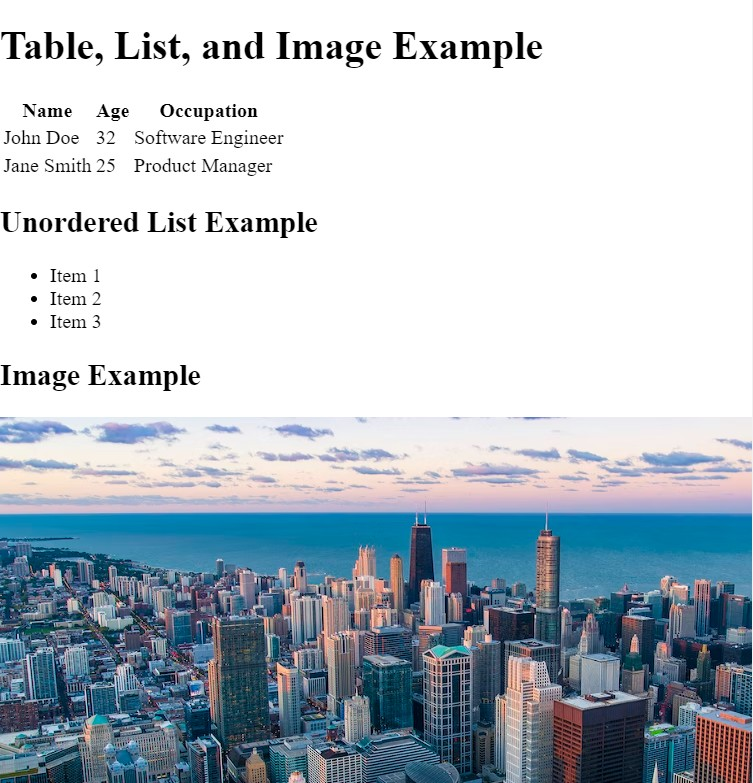 Table, List, and Image Example
Name Age Occupation
John Doe 32 Software Engineer
Jane Smith 25 Product Manager
Unordered List Example
• Item 1
• Item 2
• Item 3
Image Example